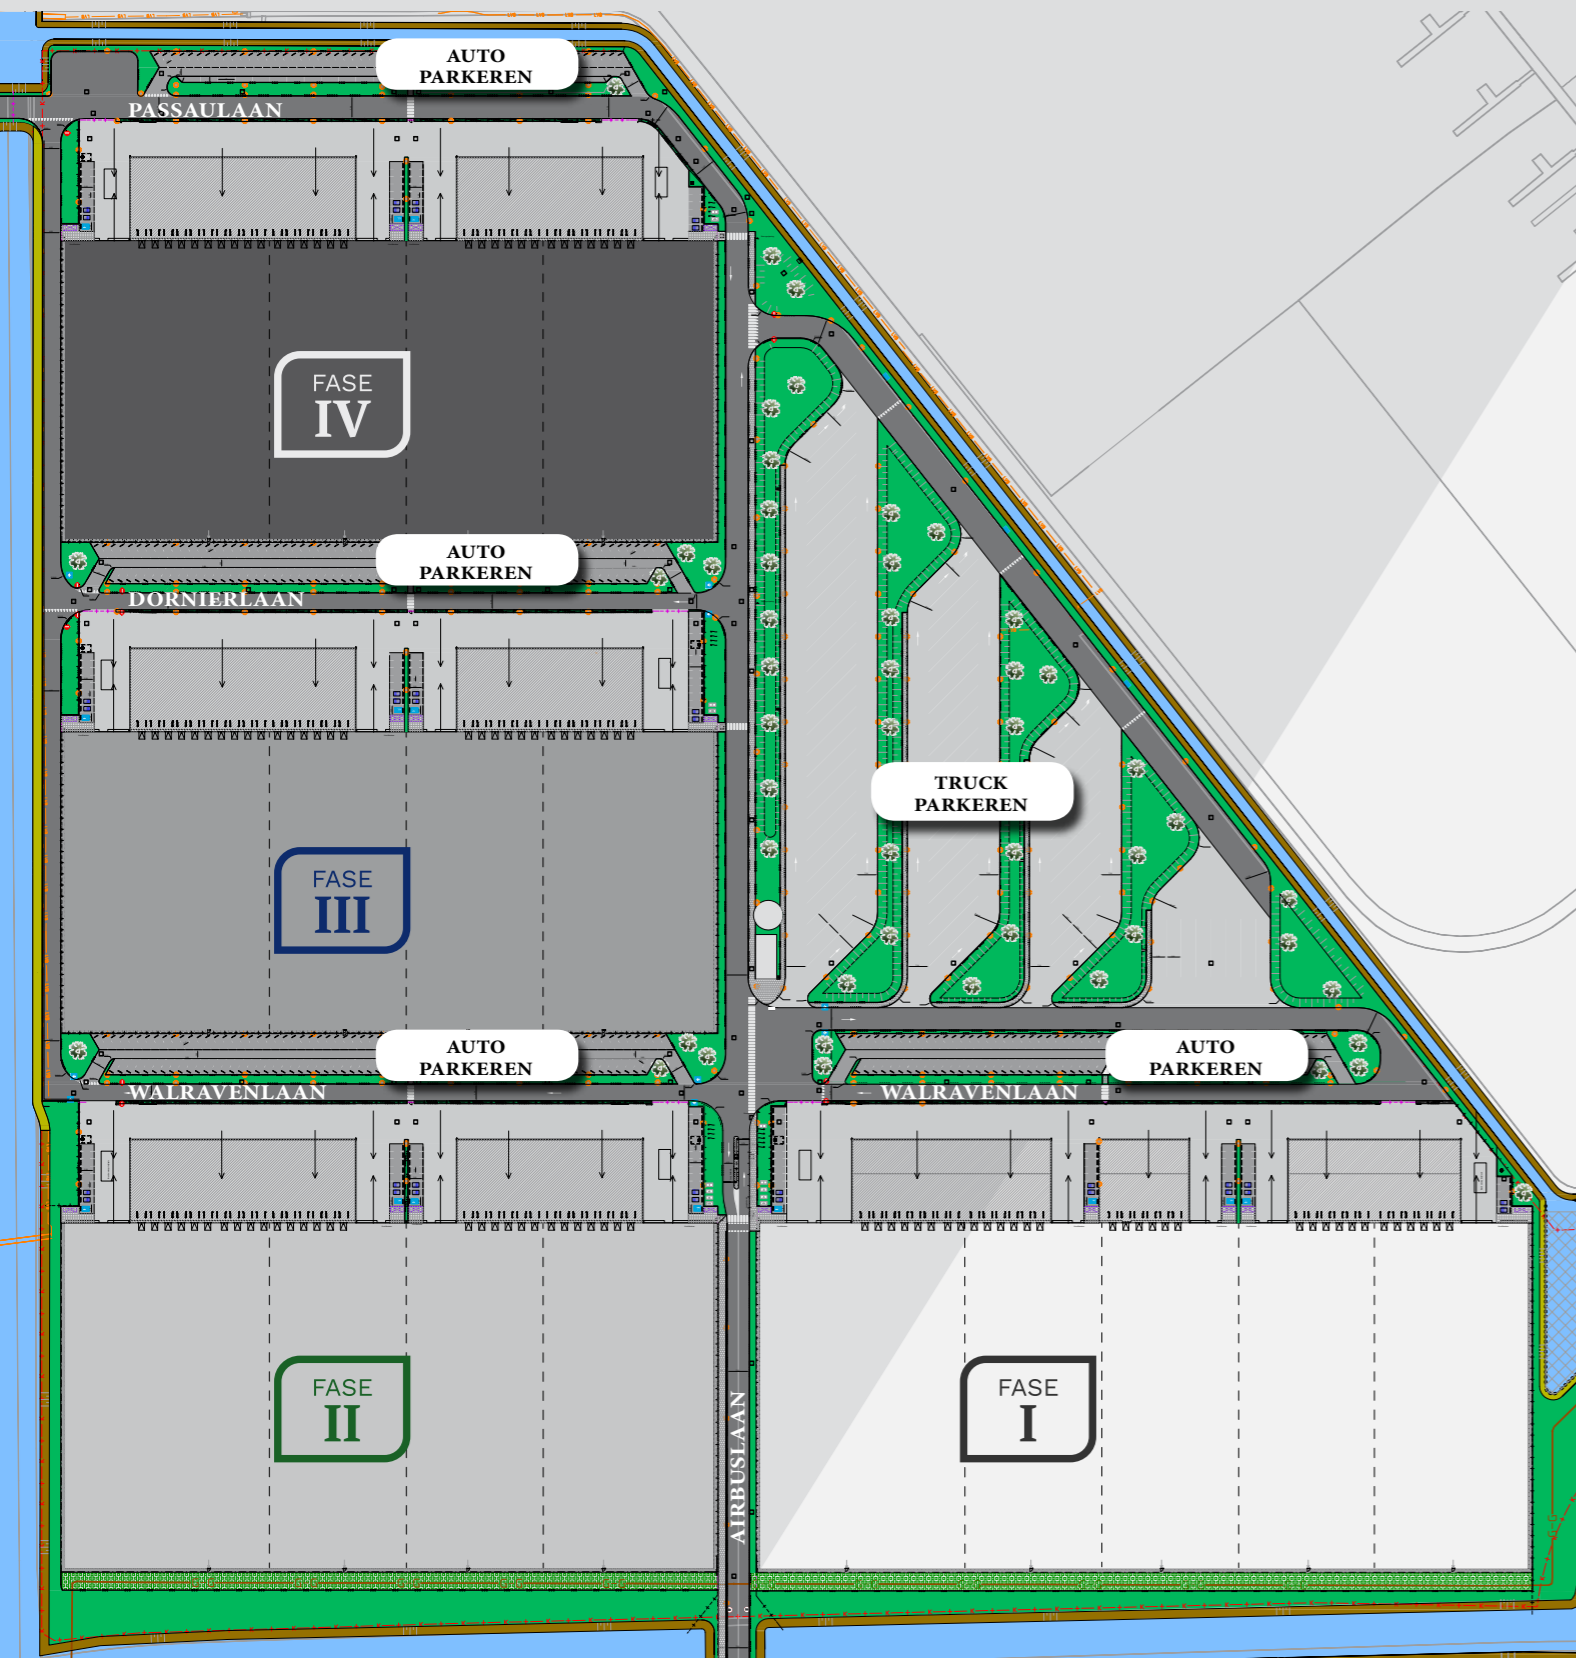 AUTO
PARKEREN
PASSAULAAN
FASE
IV
AUTO
PARKEREN
DORNIERLAAN
TRUCK
PARKEREN
FASE
III
AUTO
PARKEREN
AUTO
PARKEREN
WALRAVENLAAN
WALRAVENLAAN
FASE
II
FASE
I
AIRBUSLAAN